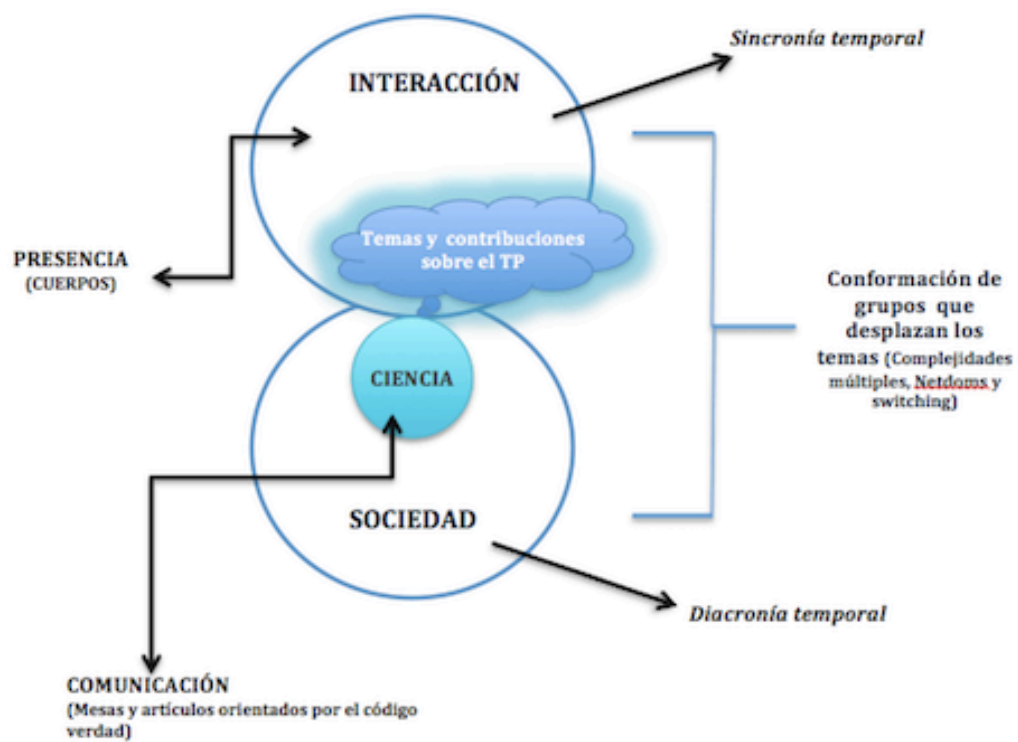 Sincronía temporal
INTERACCIÓN
Temas y contribuciones
sobre el TP
PRESENCIA
(CUERPOS)
Conformación de
grupos que
desplazan los
temas (Complejidades
múltiples, Netdoms y
switching)
CIENCIA
SOCIEDAD
Diacronía temporal
COMUNICACIÓN
(Mesas y artículos orientados por el código
verdad)